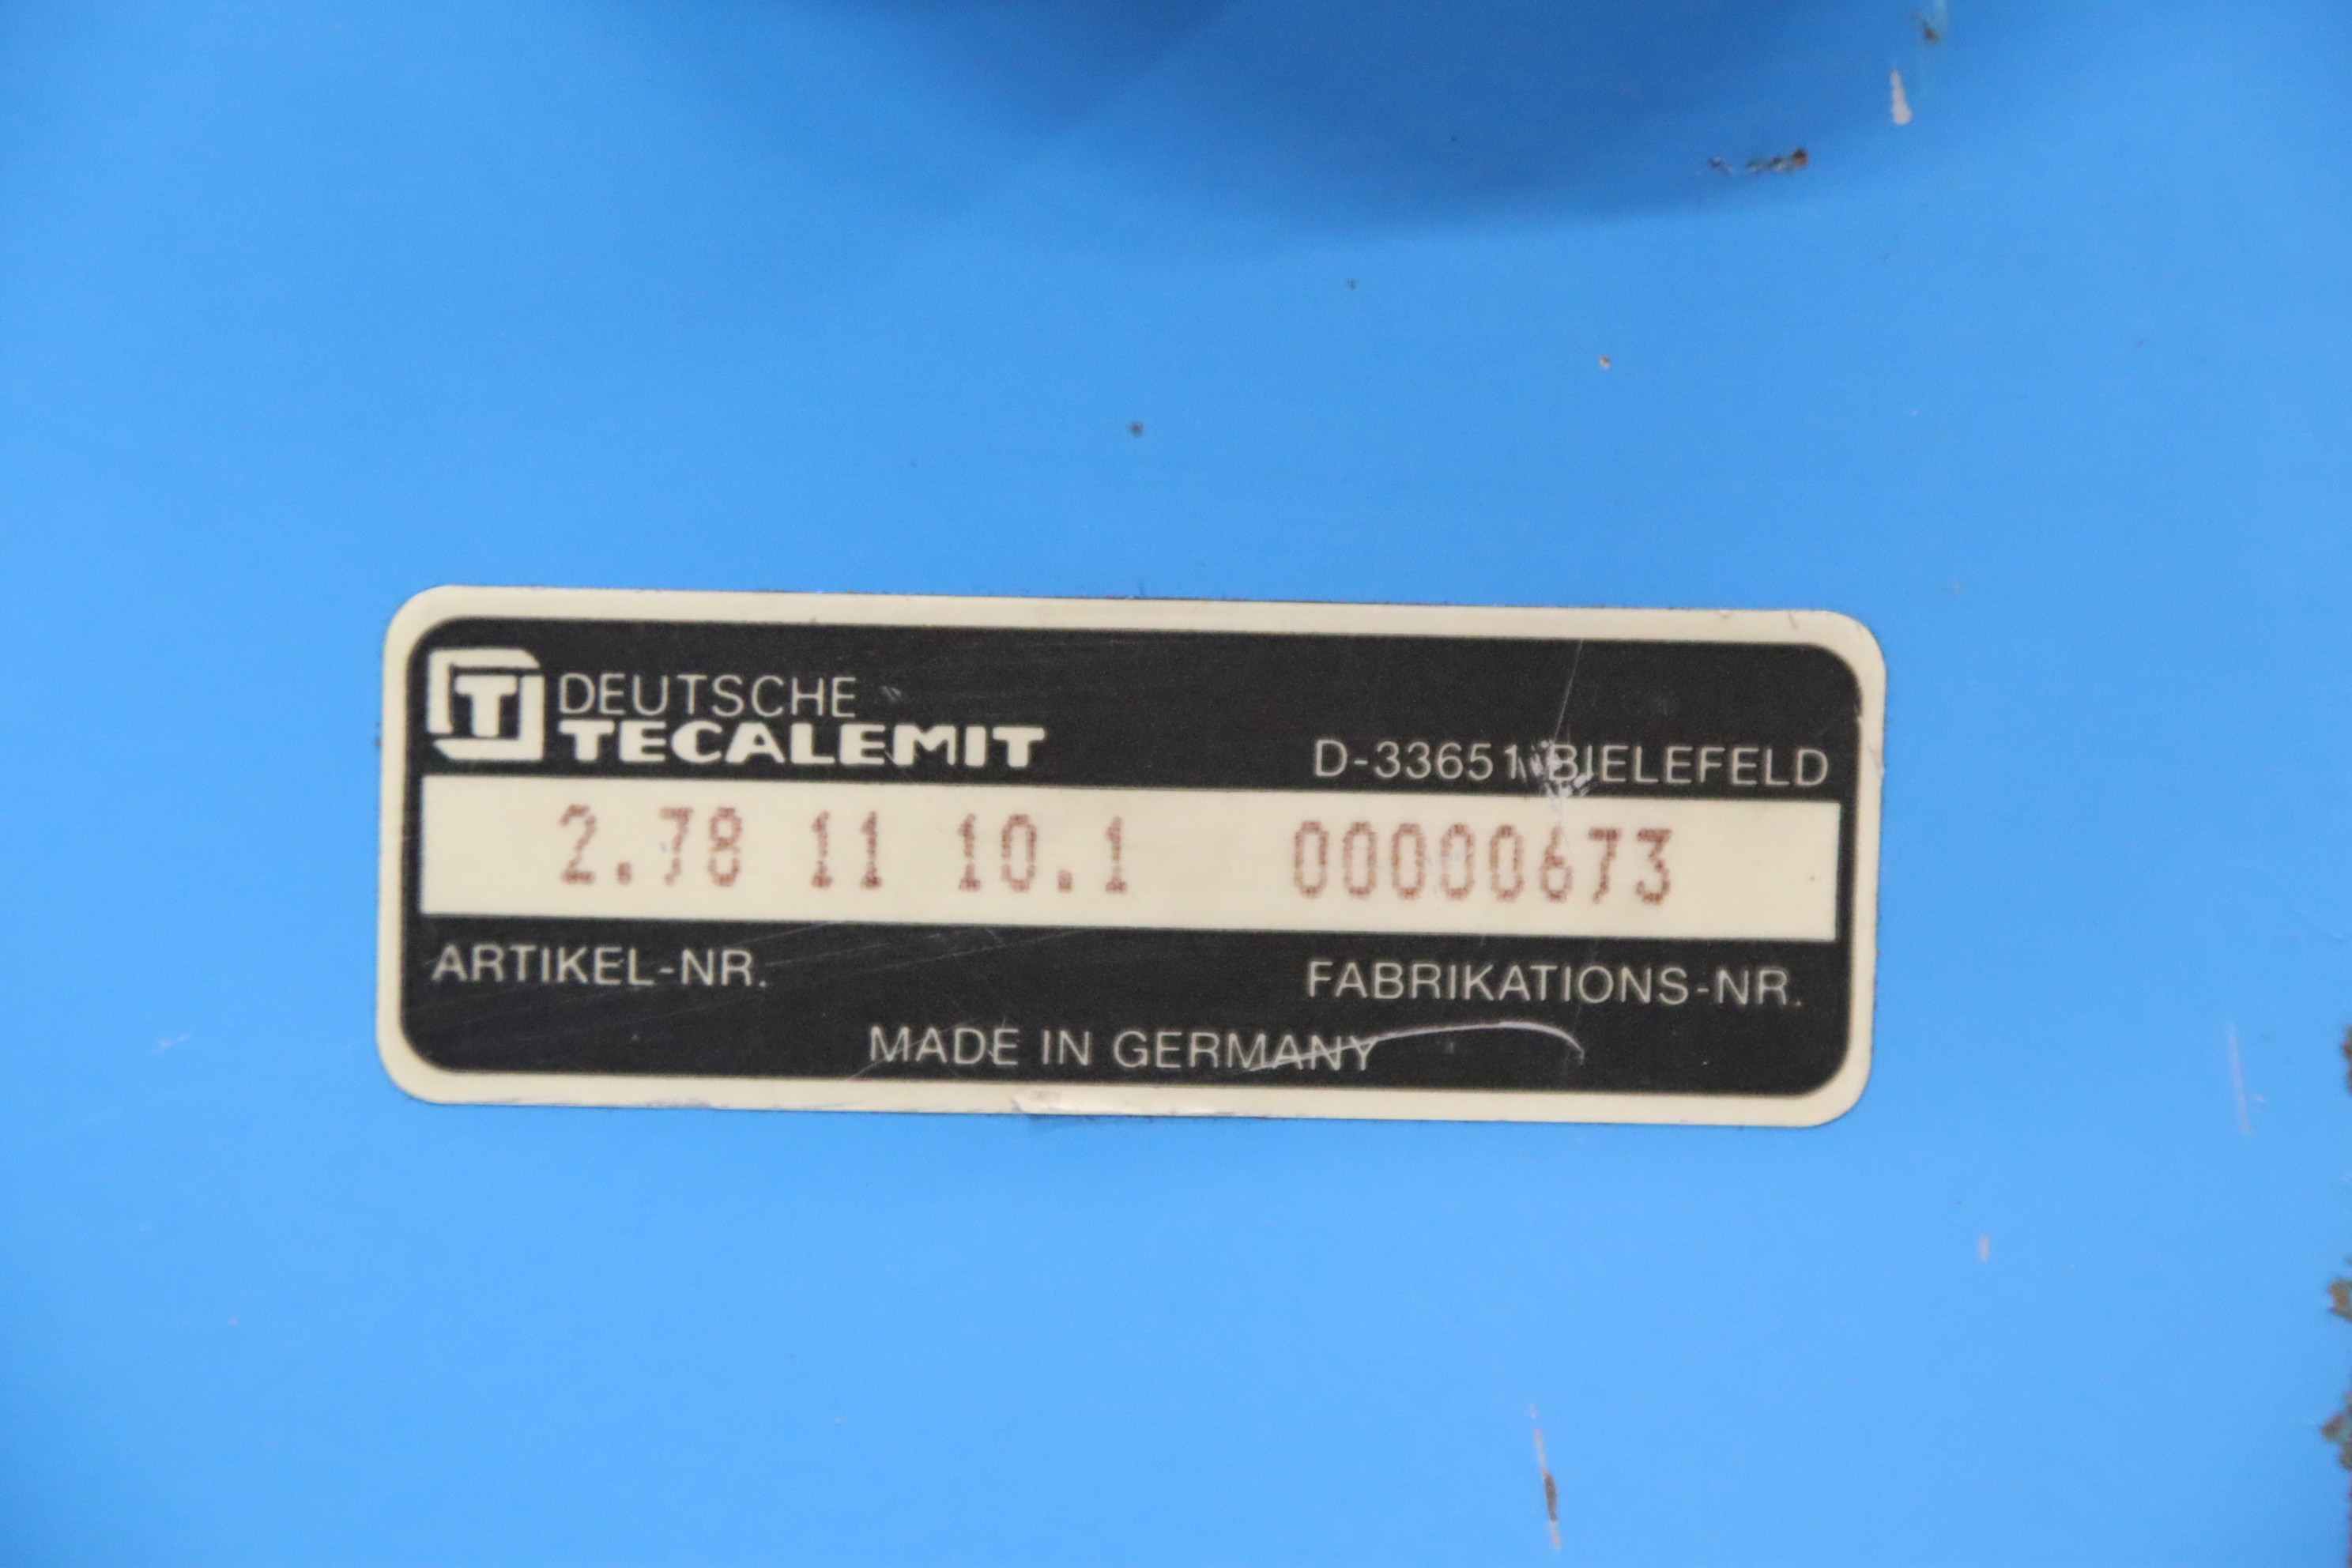 DEUTSCHE
TECALEMIT
D-33651 BIELEFELD
2.78 11 10.1 00000673
ARTIKEL-NR. FABRIKATIONS-NR.
MADE IN GERMANY